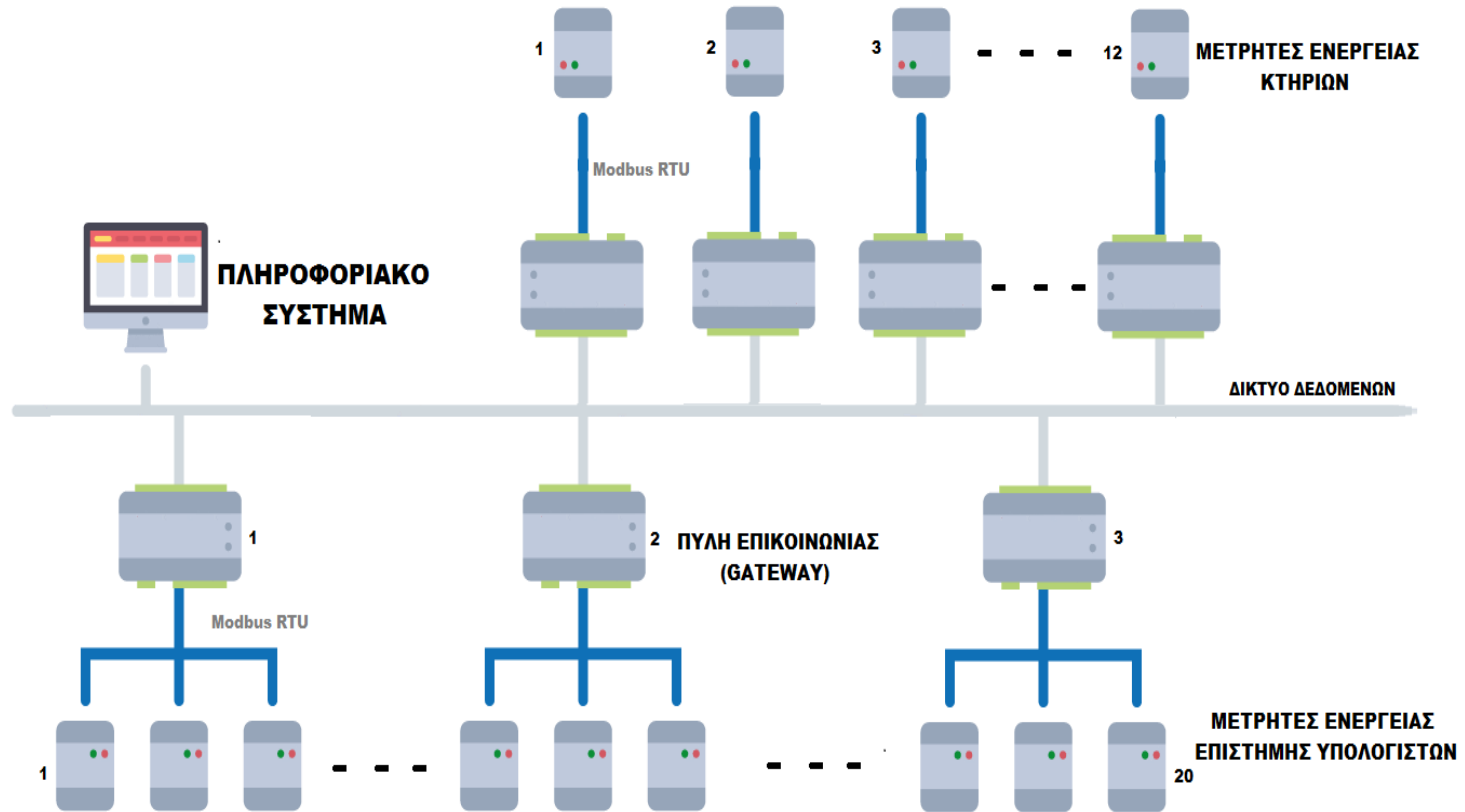 1
2
3
12
ΜΕΤΡΗΤΕΣ ΕΝΕΡΓΕΙΑΣ
ΚΤΗΡΙΩΝ
Modbus RTU
ΠΛΗΡΟΦΟΡΙΑΚΟ
ΣΥΣΤΗΜΑ
ΔΙΚΤΥΟ ΔΕΔΟΜΕΝΩΝ
1
2
ΠΥΛΗ ΕΠΙΚΟΙΝΩΝΙΑΣ
(GATEWAY)
3
Modbus RTU
ΜΕΤΡΗΤΕΣ ΕΝΕΡΓΕΙΑΣ
ΕΠΙΣΤΗΜΗΣ ΥΠΟΛΟΓΙΣΤΩΝ
1
20